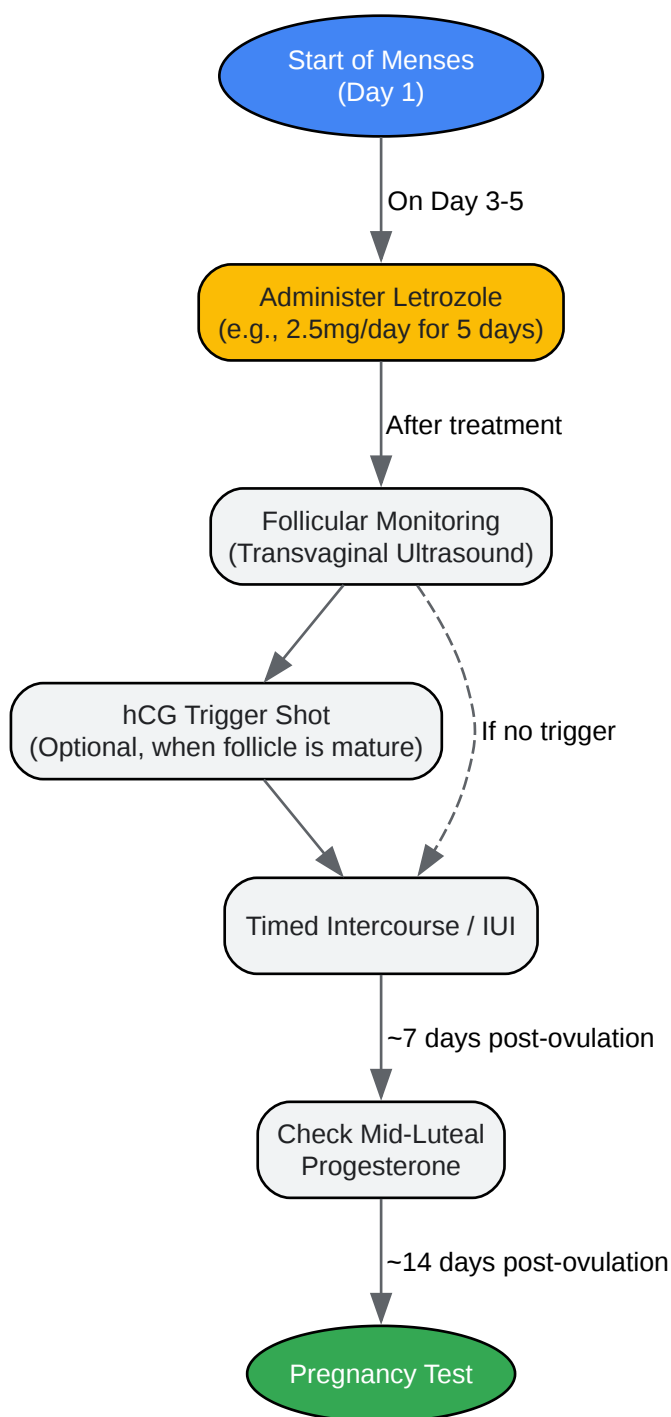 Start of Menses
(Day 1)
On Day 3-5
Administer Letrozole
(e.g., 2.5mg/day for 5 days)
After treatment
Follicular Monitoring
(Transvaginal Ultrasound)
hCG Trigger Shot
(Optional, when follicle is mature)
If no trigger
Timed Intercourse / IUI
~7 days post-ovulation
Check Mid-Luteal
Progesterone
~14 days post-ovulation
Pregnancy Test